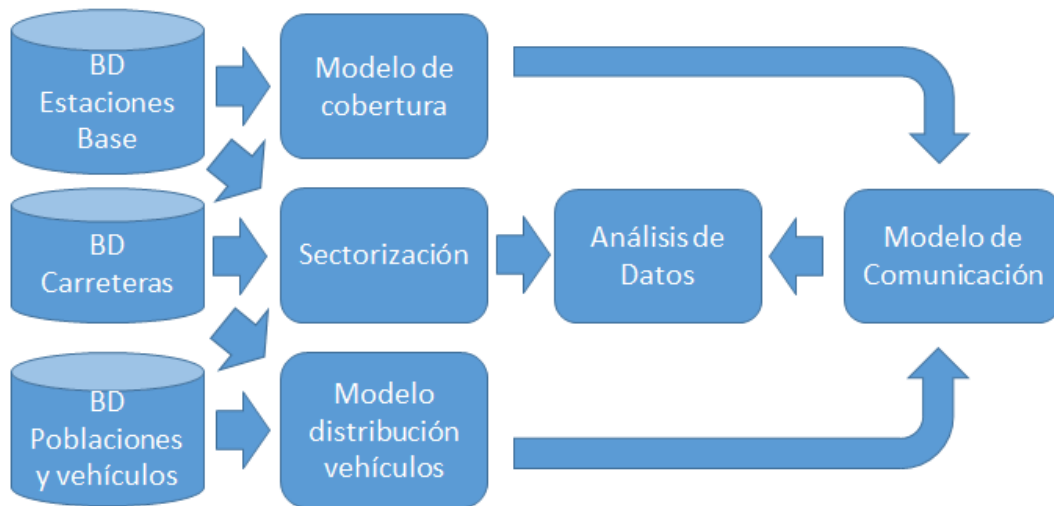 BD
Estaciones
Base
Modelo de
cobertura
BD
Carreteras
Sectorización
Análisis de
Datos
Modelo de
Comunicación
BD
Poblaciones
y vehículos
Modelo
distribución
vehículos